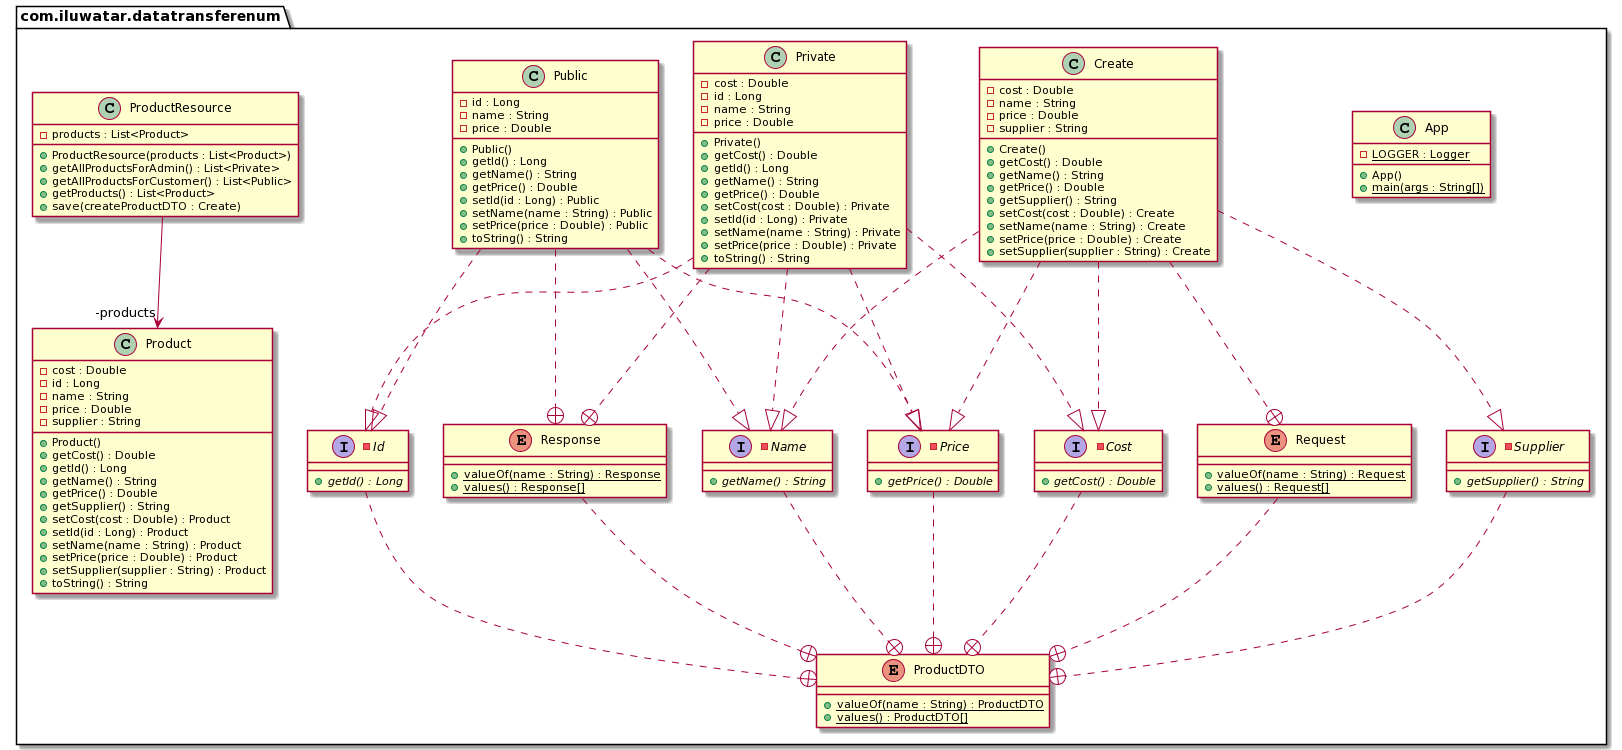 com.iluwatar.datatransferenum
C ProductResource
products : List<Product>
ProductResource(products : List<Product>)
getAllProductsForAdmin() : List<Private>
getAllProductsForCustomer() : List<Public>
getProducts() : List<Product>
save(createProductDTO : Create)
C Public
id : Long
name : String
price : Double
Public()
getId() : Long
getName() : String
getPrice() : Double
setId(id : Long) : Public
setName(name : String) : Public
setPrice(price : Double) : Public
toString() : String
C Private
cost : Double
id : Long
name : String
price : Double
Private()
getCost() : Double
getId() : Long
getName() : String
getPrice() : Double
setCost(cost : Double) : Private
setId(id : Long) : Private
setName(name : String) : Private
setPrice(price : Double) : Private
toString() : String
C Create
cost : Double
name : String
price : Double
supplier : String
Create()
getCost() : Double
getName() : String
getPrice() : Double
getSupplier() : String
setCost(cost : Double) : Create
setName(name : String) : Create
setPrice(price : Double) : Create
setSupplier(supplier : String) : Create
C App
LOGGER : Logger
App()
main(args : String[])
-products
C Product
cost : Double
id : Long
name : String
price : Double
supplier : String
Product()
getCost() : Double
getId() : Long
getName() : String
getPrice() : Double
getSupplier() : String
setCost(cost : Double) : Product
setId(id : Long) : Product
setName(name : String) : Product
setPrice(price : Double) : Product
setSupplier(supplier : String) : Product
toString() : String
I Id
getId() : Long
E Response
valueOf(name : String) : Response
values() : Response[]
I Name
getName() : String
I Price
getPrice() : Double
I Cost
getCost() : Double
E Request
valueOf(name : String) : Request
values() : Request[]
I Supplier
getSupplier() : String
E ProductDTO
valueOf(name : String) : ProductDTO
values() : ProductDTO[]